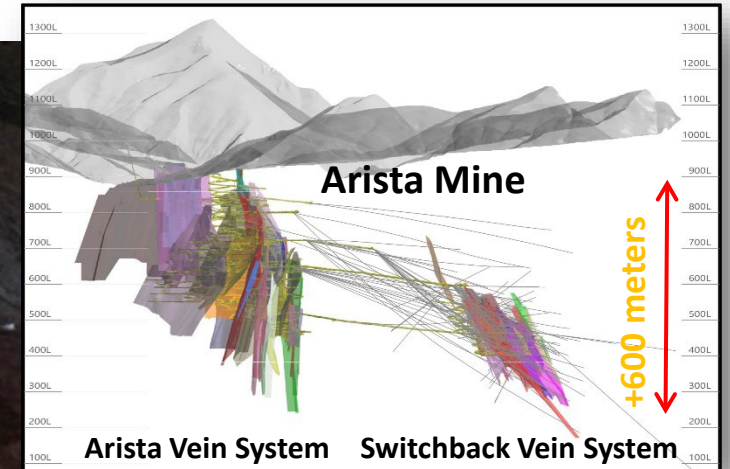 1300L 1300L
1200L 1200L
1100L 1100L
1000L 1000L
900L 900L
Arista Mine
800L 800L
700L 700L
+600 meters
600L 600L
500L 500L
400L 400L
300L 300L
200L 200L
Arista Vein System Switchback Vein System
100L 100L